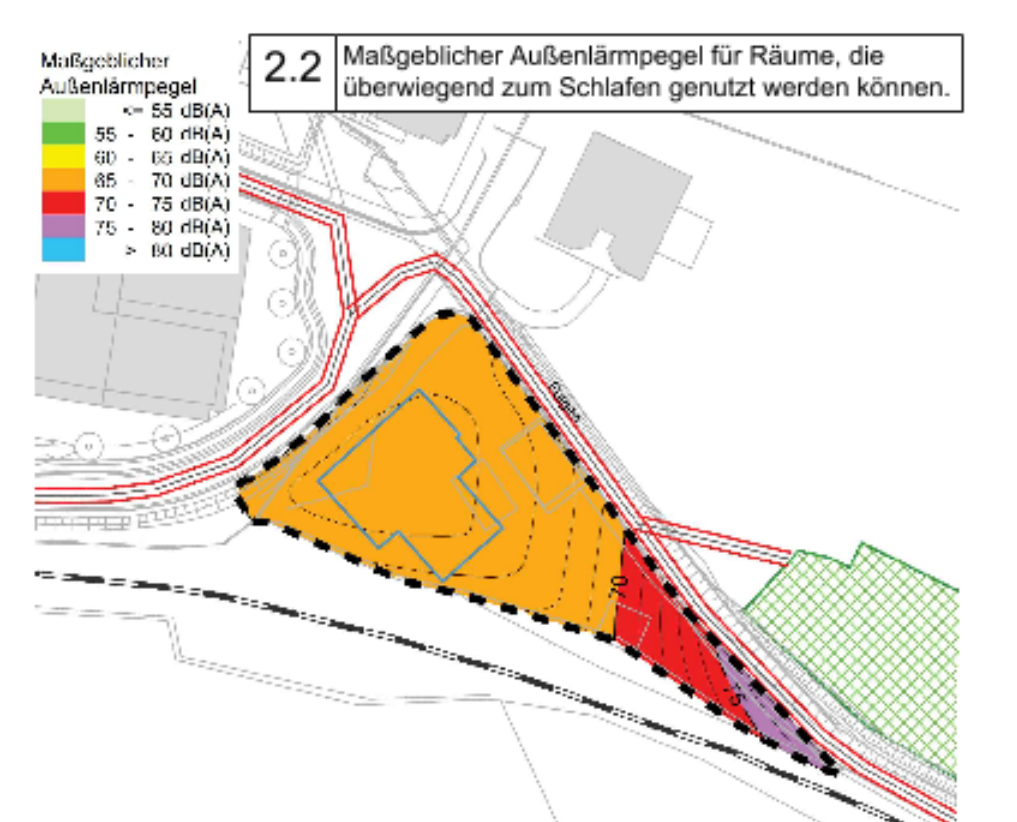 Maßgeblicher
Außenlärmpegel
<= 55 dB(A)
55 - 60 dB(A)
60 - 65 dB(A)
65 - 70 dB(A)
70 - 75 dB(A)
75 - 80 dB(A)
> 80 dB(A)
2.2
Maßgeblicher Außenlärmpegel für Räume, die
überwiegend zum Schlafen genutzt werden können.
70
75